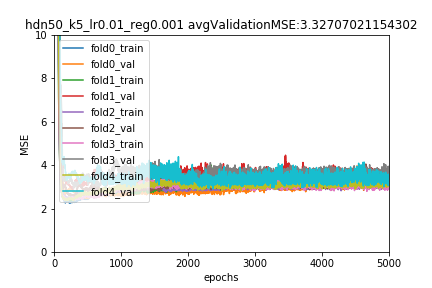 hdn50_k5_lr0.01_reg0.001 avgValidationMSE:3.32707021154302
10
8
6
4
2
0
MSE
fold0_train
fold0_val
fold1_train
fold1_val
fold2_train
fold2_val
fold3_train
fold3_val
fold4_train
fold4_val
0 1000 2000 3000 4000 5000
epochs